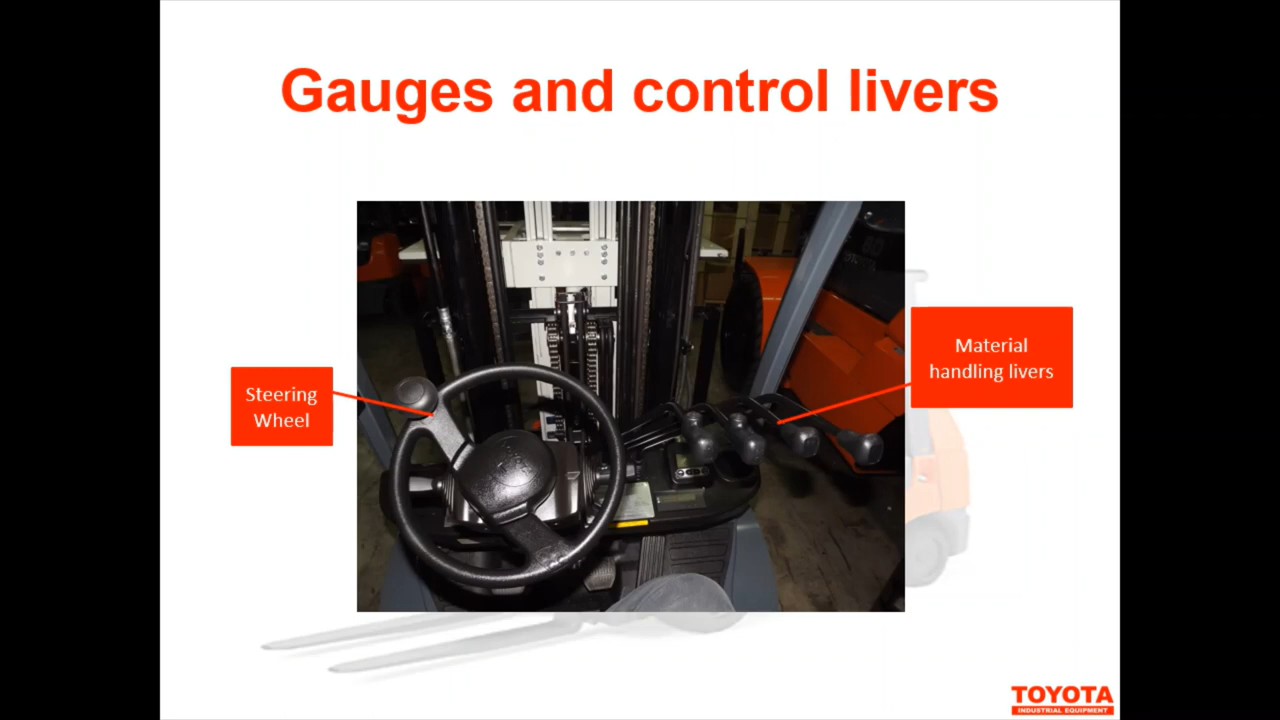 Gauges and control livers
Steering
Wheel
Material
handling livers
TOYOTA
INDUSTRIAL EQUIPMENT